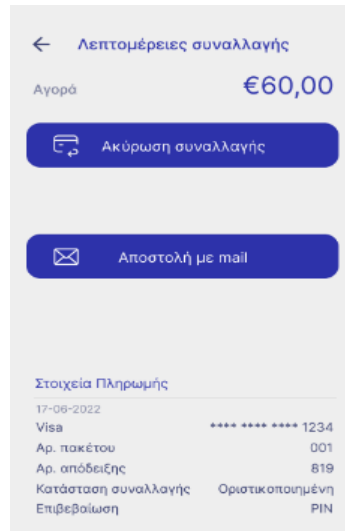 Λεπτομέρειες συναλλαγής
Αγορά €60,00
Ακύρωση συναλλαγής
Αποστολή με mail
Στοιχεία Πληρωμής
17-06-2022
Visa **** **** **** 1234
Αρ. πακέτου 001
Αρ. απόδειξης 819
Κατάσταση συναλλαγής Οριστικοποιημένη
Επιβεβαίωση PIN